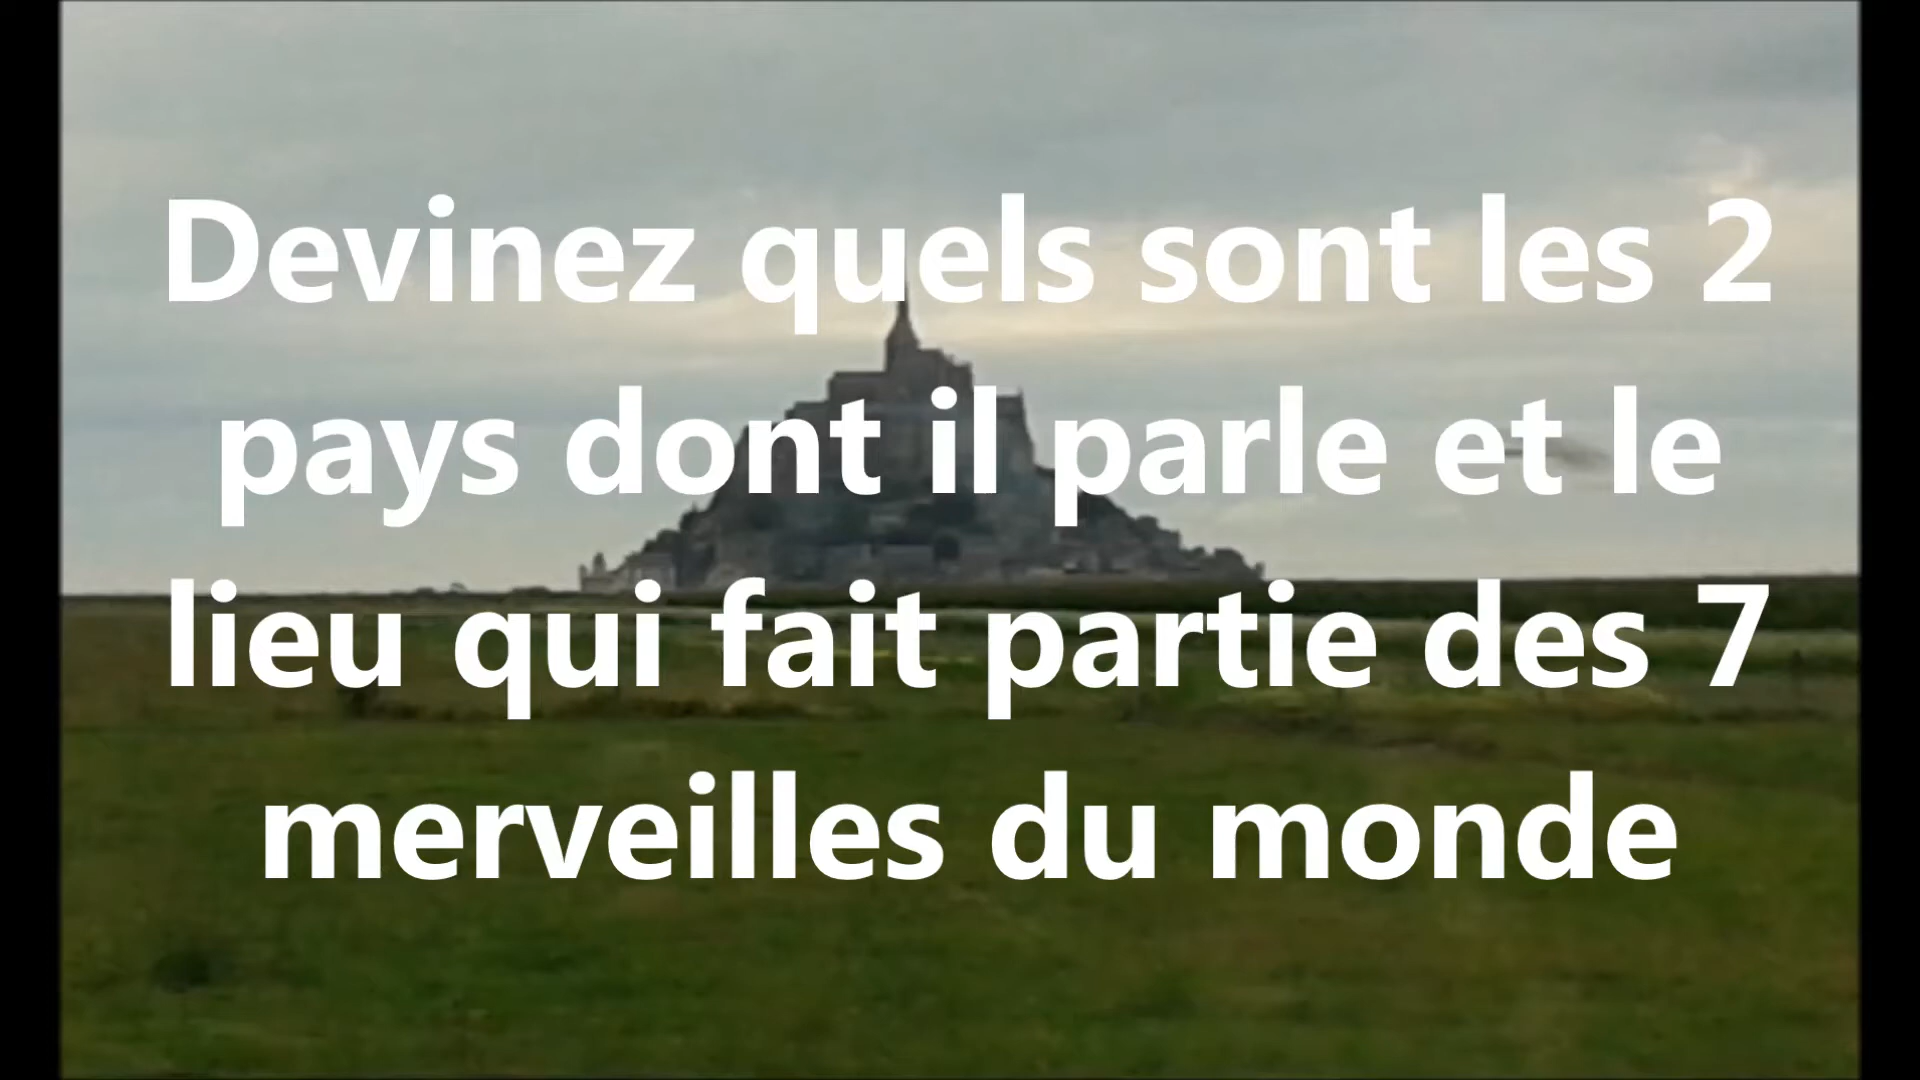 Devinez quels sont les 2
pays dont il parle et le
lieu qui fait partie des 7
merveilles du monde